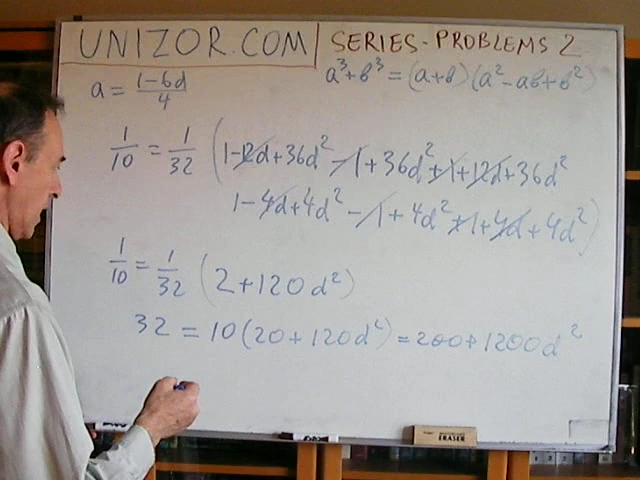 UNIZOR.COM | SERIES-PROBLEMS 2
a = (1-6d)/4   a³+b³ = (a+b)(a²-ab+b²)
1/10 = 1/32 (1-12d+36d²-1+36d²+1+12d+36d²
1-4d+4d²-1+4d²+1+4d+4d²)
1/10 = 1/32 (2+120d²)
32 = 10(20+120d²) = 200+1200d²
ERASER